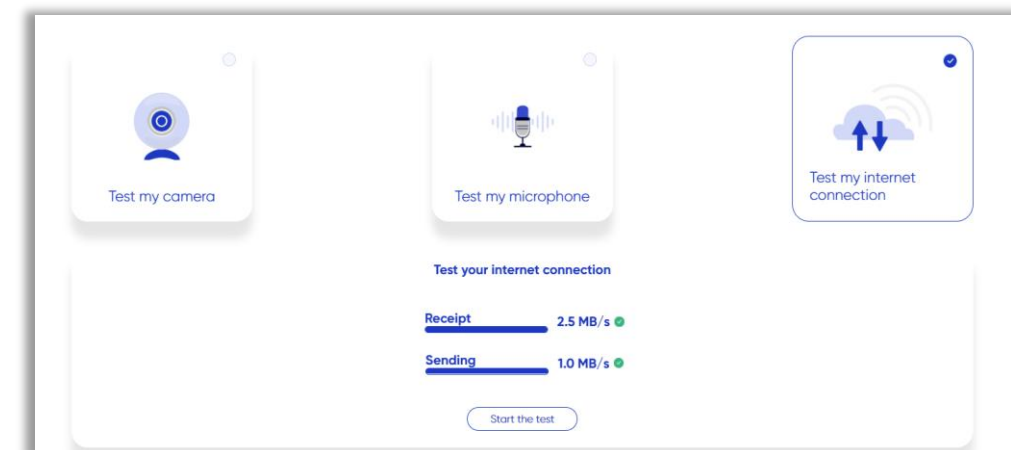 Test my camera
Test my microphone
Test my internet
connection
Test your internet connection
Receipt 2.5 MB/s
Sending 1.0 MB/s
Start the test